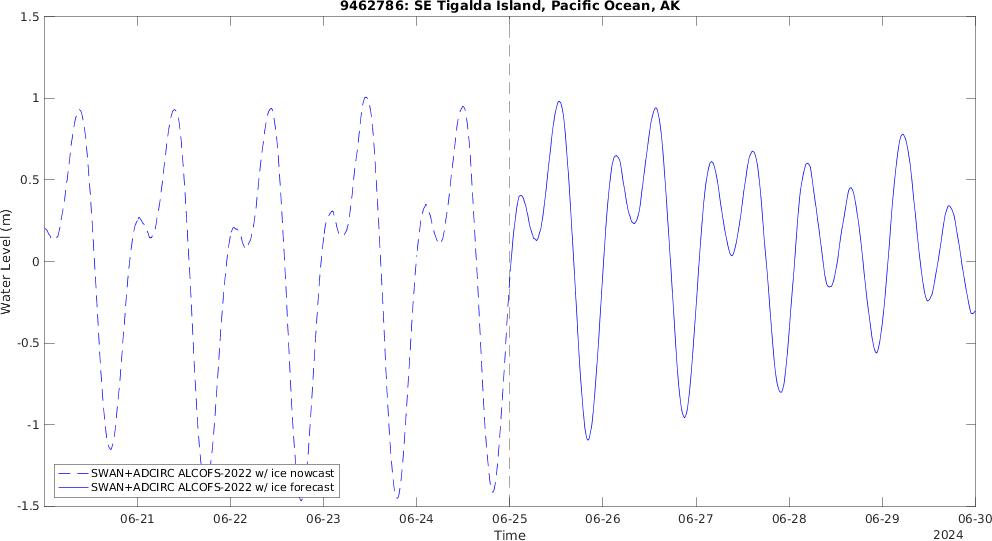 9462786: SE Tigalda Island, Pacific Ocean, AK
1.5
1
0.5
0
-0.5
-1
-1.5
Water Level (m)
SWAN+ADCIRC ALCOFS-2022 w/ ice nowcast
SWAN+ADCIRC ALCOFS-2022 w/ ice forecast
06-21 06-22 06-23 06-24 06-25 06-26 06-27 06-28 06-29 06-30
Time
2024